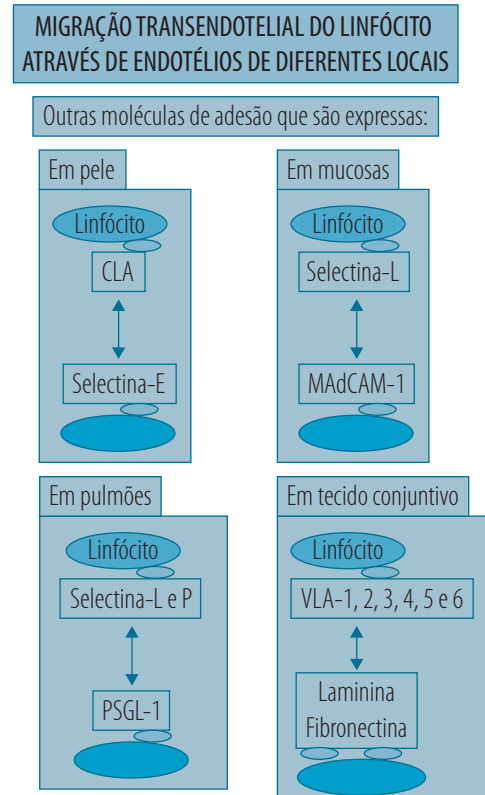 MIGRAÇÃO TRANSENDOTELIAL DO LINFÓCITO
ATRAVÉS DE ENDOTÉLIOS DE DIFERENTES LOCAIS
Outras moléculas de adesão que são expressas:
Em pele
Linfócito
CLA
Selectina-E
Em mucosas
Linfócito
Selectina-L
MAdCAM-1
Em pulmões
Linfócito
Selectina-L e P
PSGL-1
Em tecido conjuntivo
Linfócito
VLA-1, 2, 3, 4, 5 e 6
Laminina
Fibronectina